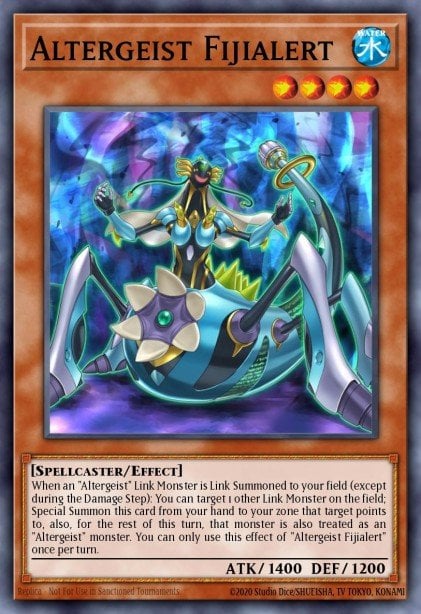 Altergeist Fijialert
WATER
水
[Spellcaster/Effect]
When an "Altergeist" Link Monster is Link Summoned to your field (except
during the Damage Step): You can target 1 other Link Monster on the field;
Special Summon this card from your hand to your zone that target points
to, also, for the rest of this turn, that monster is also treated as an
"Altergeist" monster. You can only use this effect of "Altergeist Fijialert"
once per turn.
ATK/1400 DEF/1200
Replica - Not For Use in Sanctioned Tournaments
©2020 Studio Dice/SHUEISHA, TV TOKYO, KONAMI